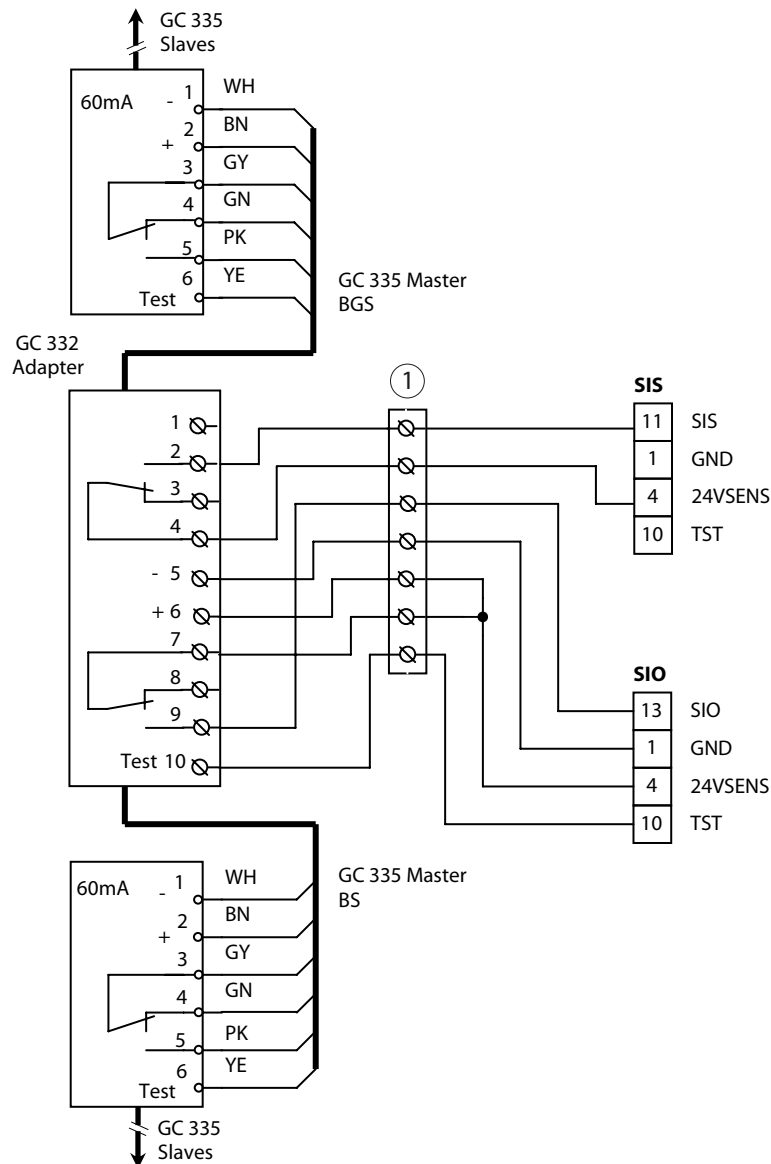 GC 335
Slaves
60mA
- 1 WH
+ 2 BN
3 GY
4 GN
5 PK
6 YE
Test
GC 335 Master
BGS
GC 332
Adapter
1
1
2
3
4
- 5
+ 6
7
8
9
Test 10
SIS
11 SIS
1 GND
4 24VSENS
10 TST
SIO
13 SIO
1 GND
4 24VSENS
10 TST
GC 335 Master
BS
60mA
- 1 WH
+ 2 BN
3 GY
4 GN
5 PK
6 YE
Test
GC 335
Slaves